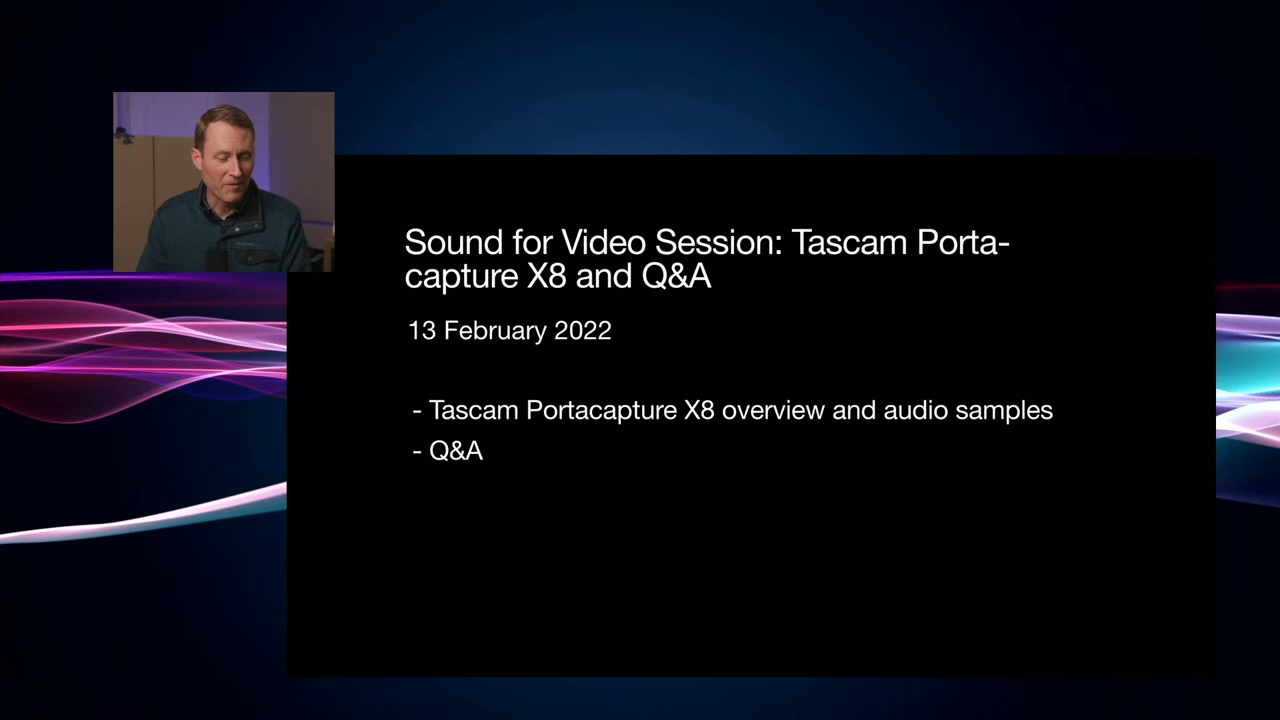 Sound for Video Session: Tascam Porta-
capture X8 and Q&A
13 February 2022
- Tascam Portacapture X8 overview and audio samples
- Q&A